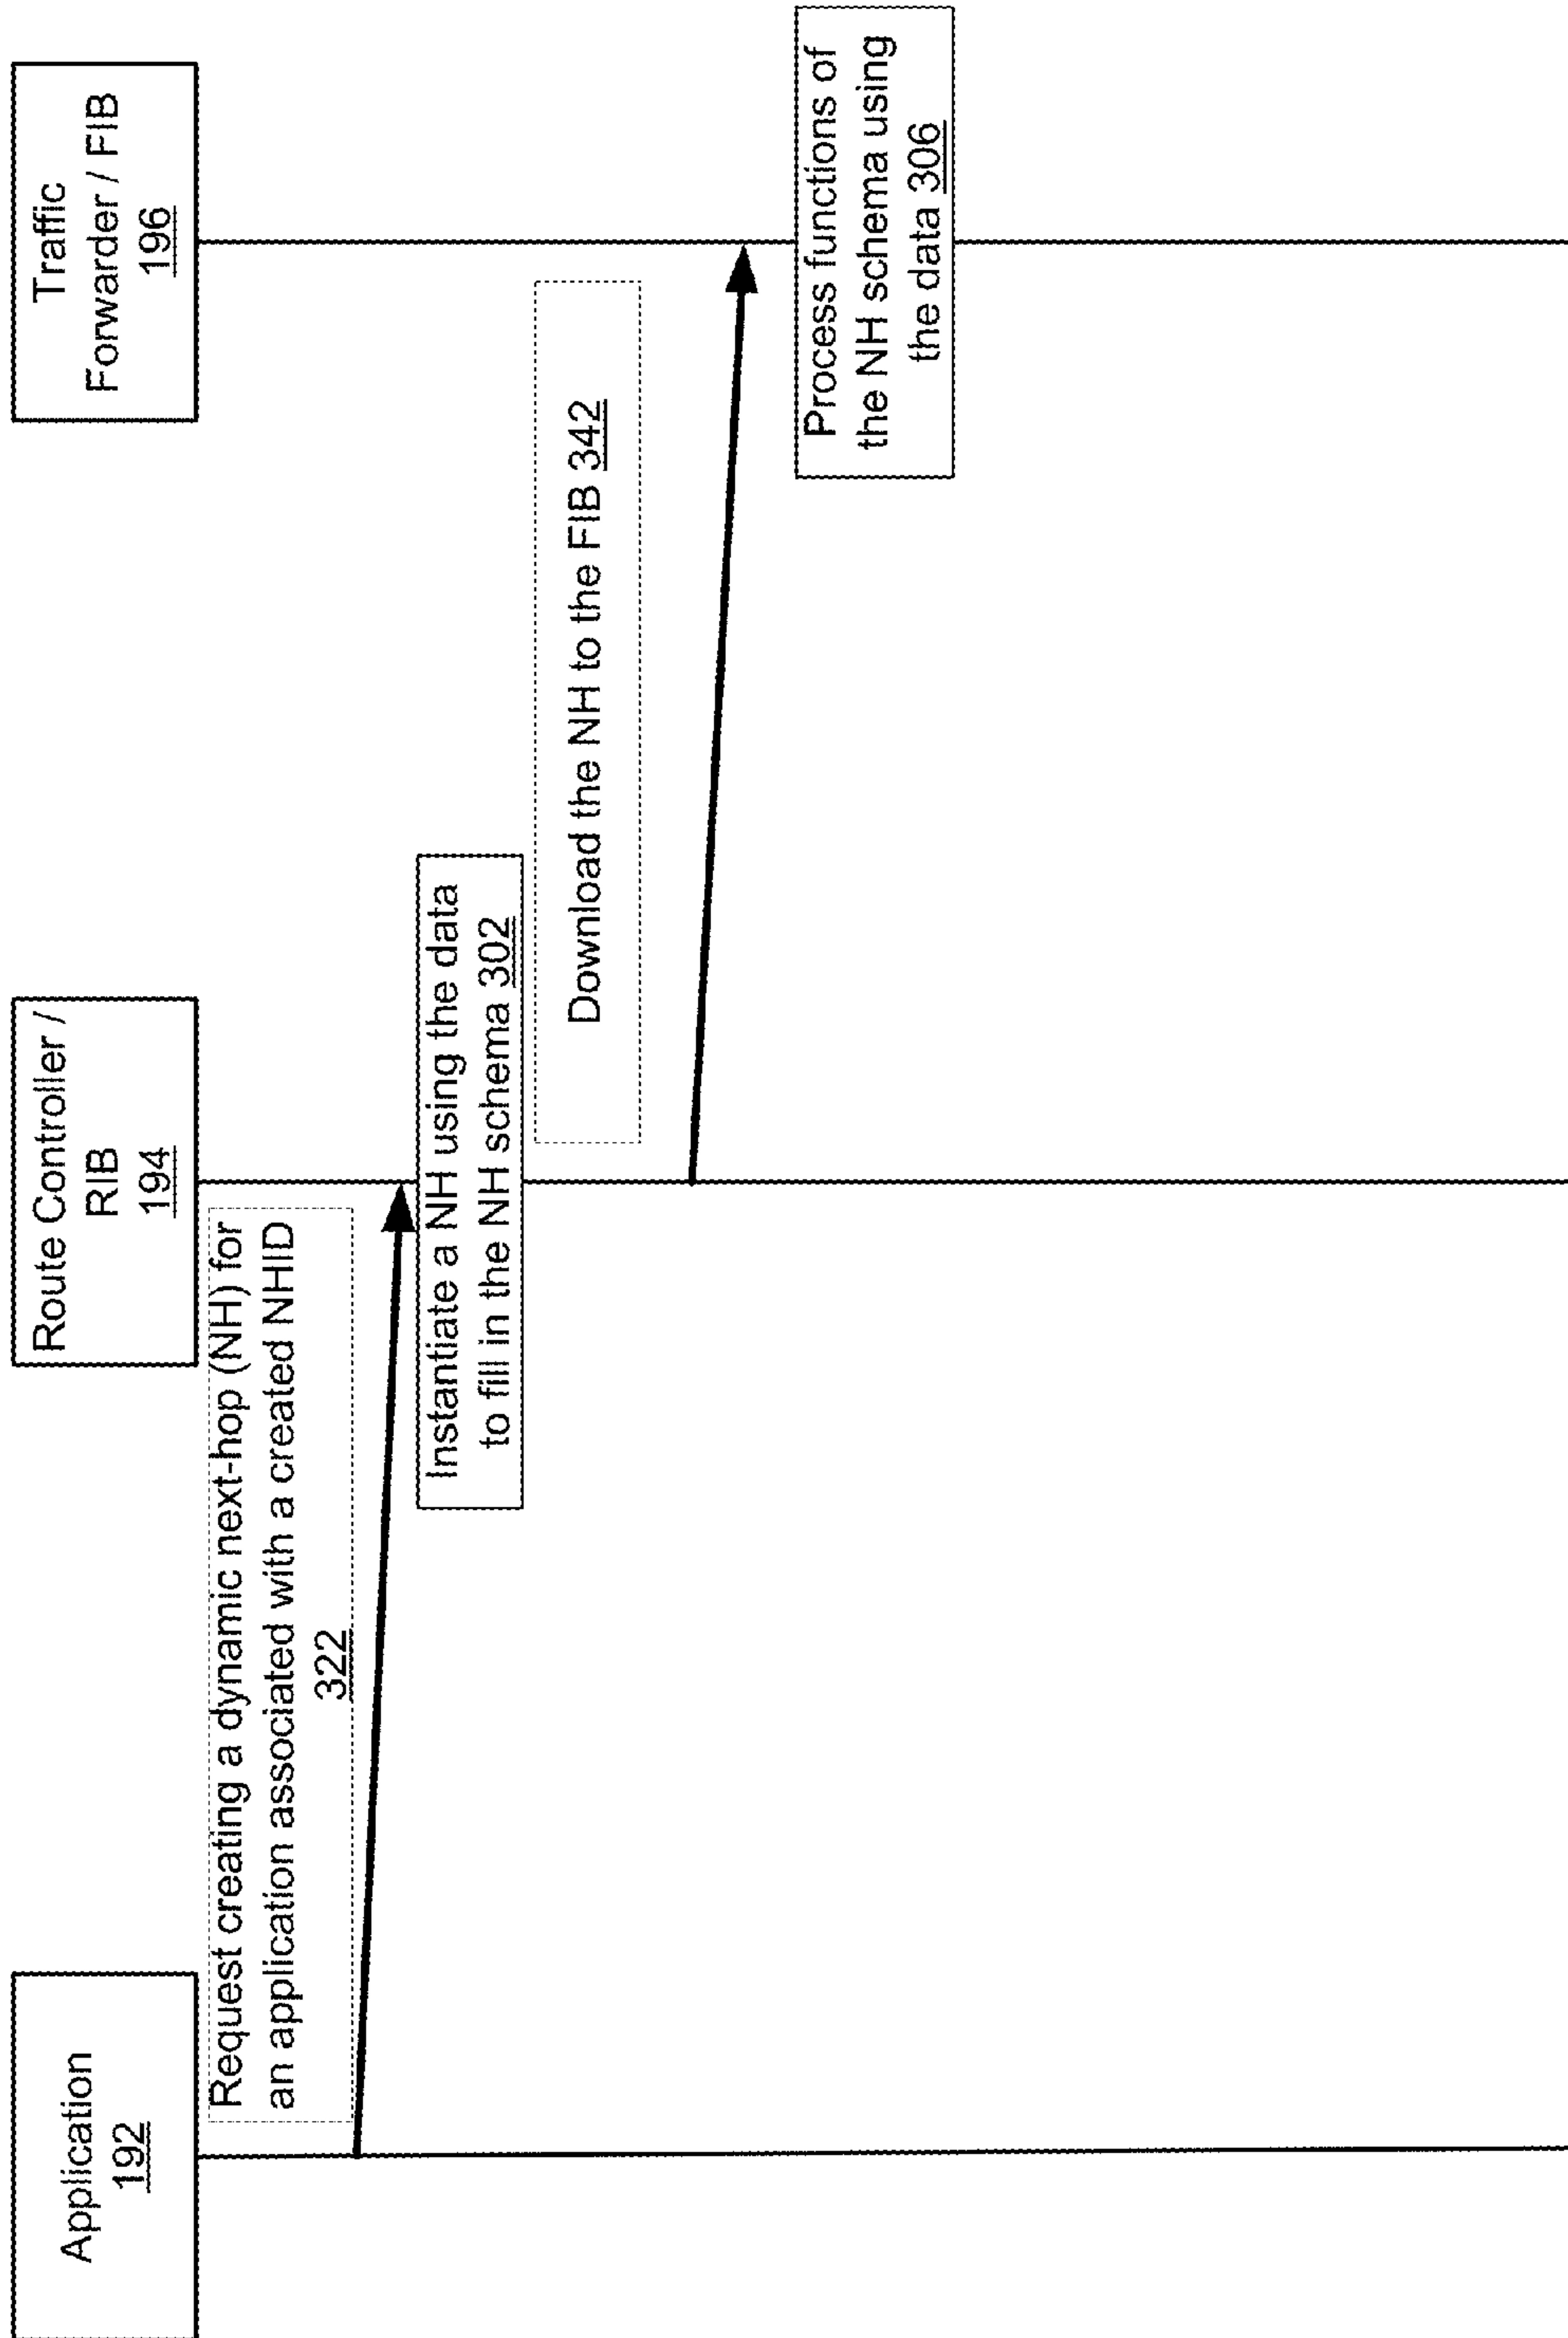 Application
192
Route Controller /
RIB
194
Traffic
Forwarder / FIB
196
Request creating a dynamic next-hop (NH) for
an application associated with a created NHID
322
Instantiate a NH using the data
to fill in the NH schema 302
Download the NH to the FIB 342
Process functions of
the NH schema using
the data 306